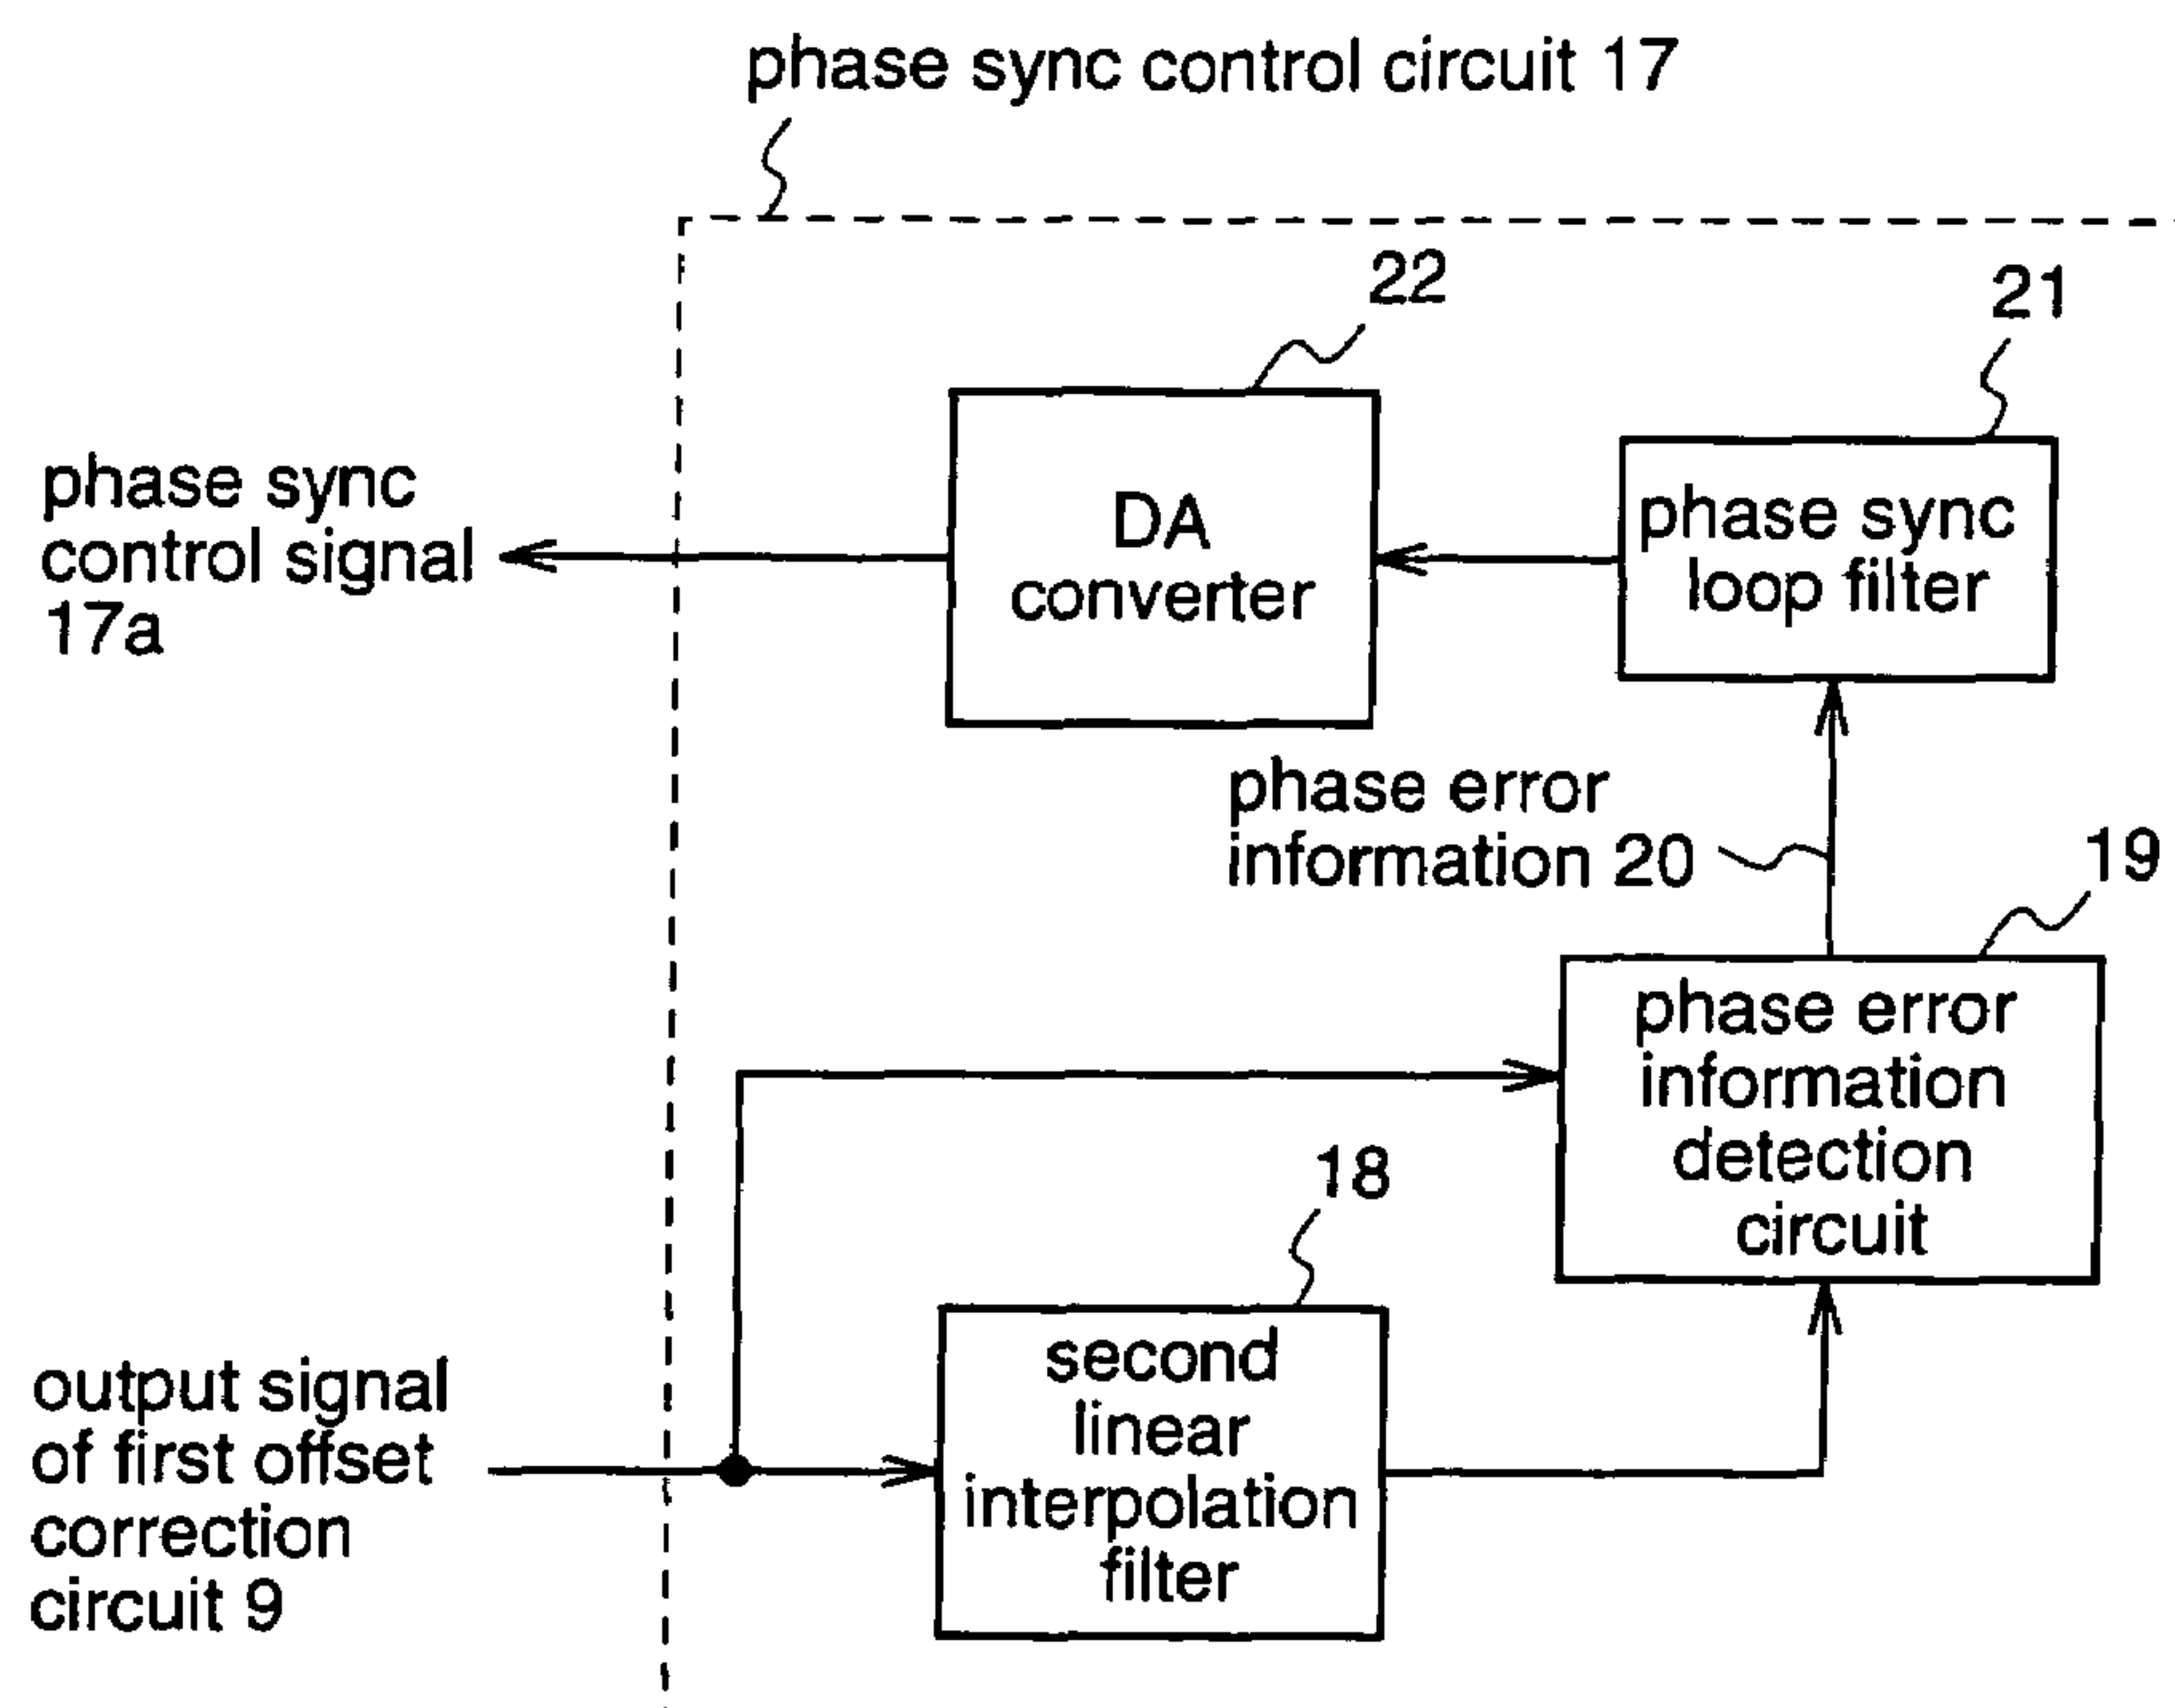 phase sync control circuit 17
22
21
DA
converter
phase sync
loop filter
phase sync
control signal
17a
phase error
information 20
19
phase error
information
detection
circuit
18
second
linear
interpolation
filter
output signal
of first offset
correction
circuit 9